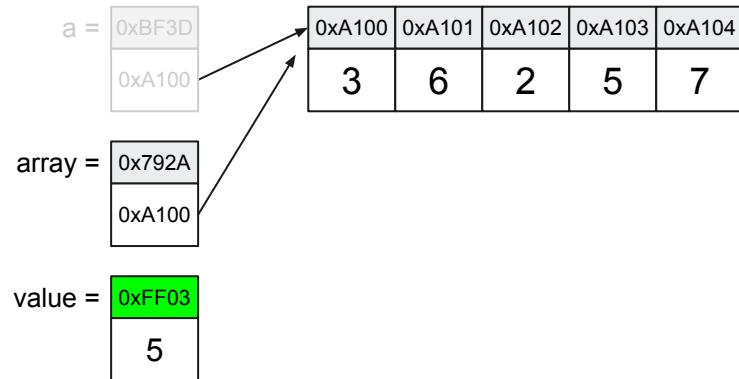 a = 0xBF3D 0xA100 0xA101 0xA102 0xA103 0xA104
0xA100 3 6 2 5 7
array = 0x792A
0xA100
value = 0xFF03
5